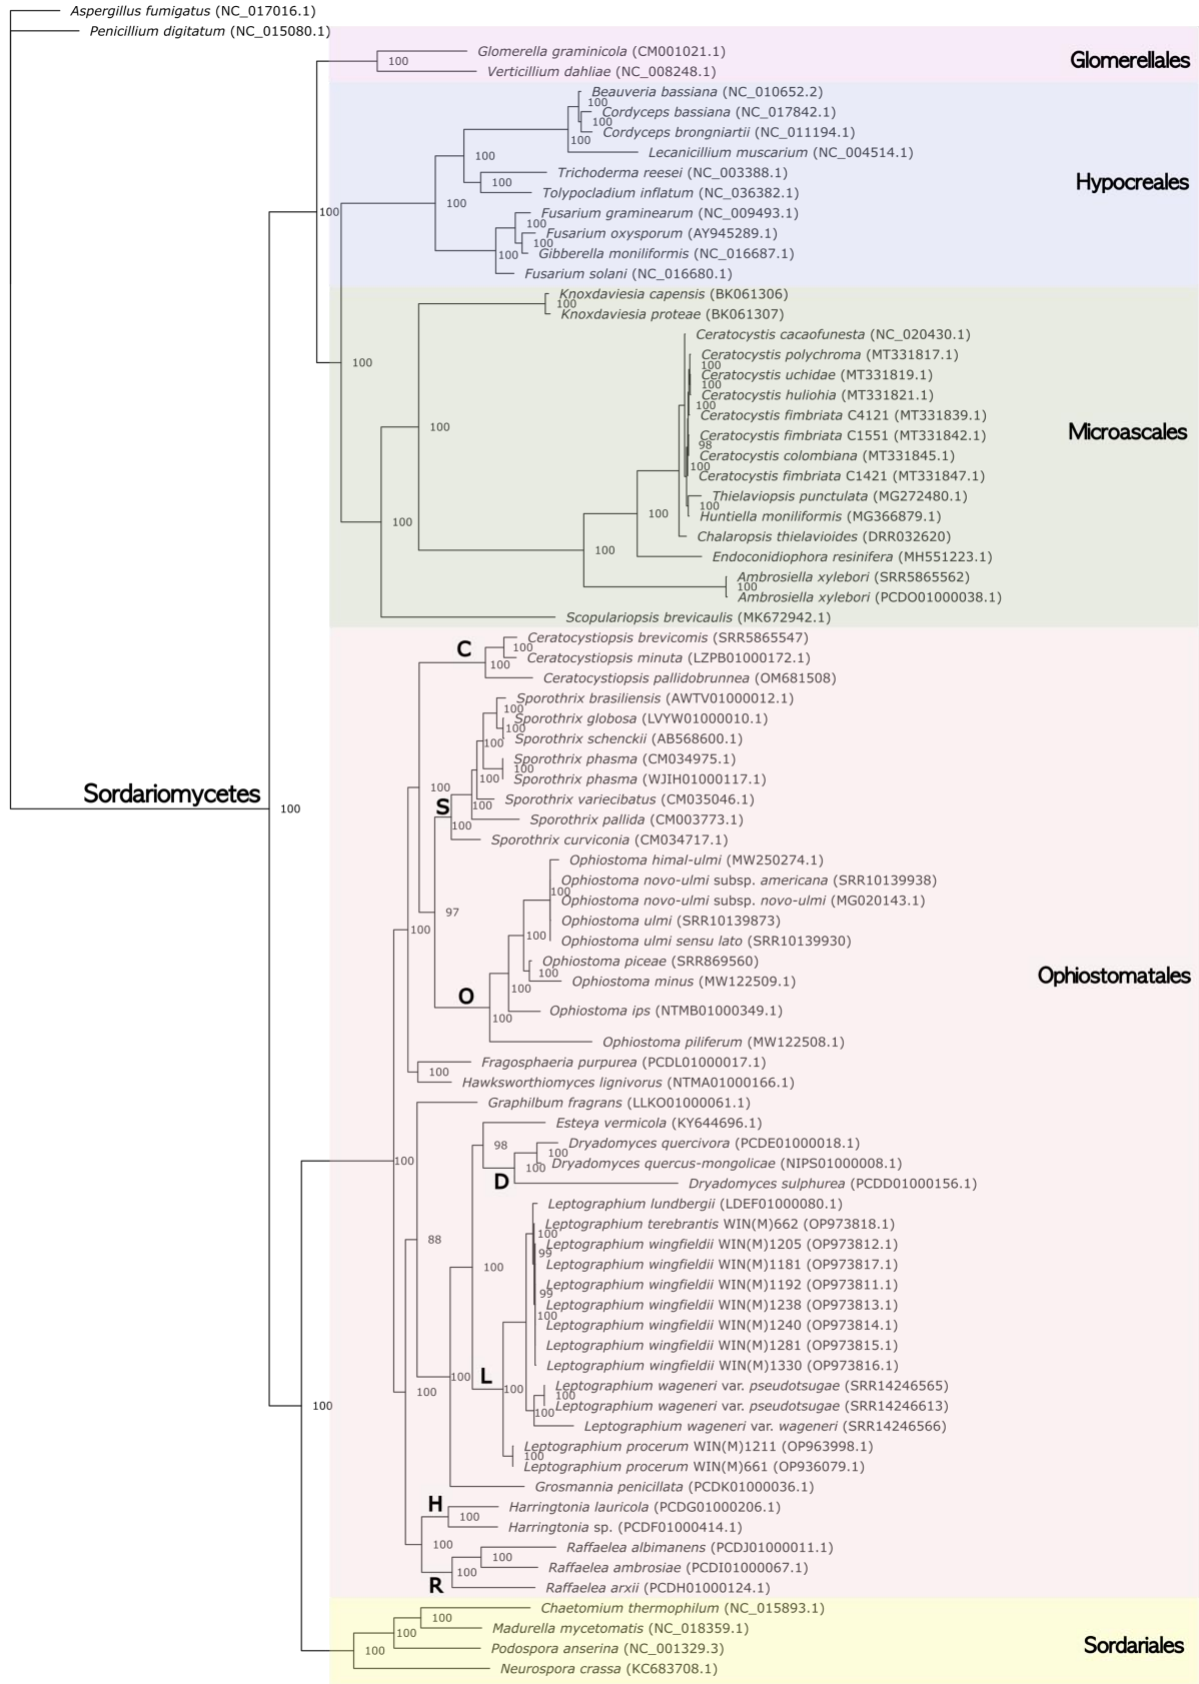 Aspergillus fumigatus (NC_017016.1)
Penicillium digitatum (NC_015080.1)
Glomerella graminicola (CM001021.1)
100
Glomerellales
Verticillium dahliae (NC_008248.1)
Beauveria bassiana (NC_010652.2)
100
Cordyceps bassiana (NC_017842.1)
100
Cordyceps brongniartii (NC_011194.1)
100
Lecanicillium muscarium (NC_004514.1)
100
Trichoderma reesei (NC_003388.1)
100
Hypocreales
Tolypocladium inflatum (NC_036382.1)
100
100
Fusarium graminearum (NC_009493.1)
100
Fusarium oxysporum (AY945289.1)
100
Gibberella moniliformis (NC_016687.1)
100
Fusarium solani (NC_016680.1)
Knoxdaviesia capensis (BK061306)
100
Knoxdaviesia proteae (BK061307)
Ceratocystis cacaofunesta (NC_020430.1)
Ceratocystis polychroma (MT331817.1)
100
100
Ceratocystis uchidae (MT331819.1)
100
Ceratocystis huliohia (MT331821.1)
100
Ceratocystis fimbriata C4121 (MT331839.1)
100
Microascales
Ceratocystis fimbriata C1551 (MT331842.1)
98
Ceratocystis colombiana (MT331845.1)
100
Ceratocystis fimbriata C1421 (MT331847.1)
Thielaviopsis punctulata (MG272480.1)
100
100
Huntiella moniliformis (MG366879.1)
100
Chalaropsis thielavioides (DRR032620)
100
Endoconidiophora resinifera (MH551223.1)
Ambrosiella xylebori (SRR5865562)
100
Ambrosiella xylebori (PCDO01000038.1)
Scopulariopsis brevicaulis (MK672942.1)
Ceratocystiopsis brevicomis (SRR5865547)
C
100
Ceratocystiopsis minuta (LZPB01000172.1)
100
Ceratocystiopsis pallidobrunnea (OM681508)
Sporothrix brasiliensis (AWTV01000012.1)
100
Sporothrix globosa (LVYW01000010.1)
100
Sporothrix schenckii (AB568600.1)
100
Sporothrix phasma (CM034975.1)
100
100
Sporothrix phasma (WJIH01000117.1)
100
Sordariomycetes
Sporothrix variecibatus (CM035046.1)
100
100
S
Sporothrix pallida (CM003773.1)
100
Sporothrix curviconia (CM034717.1)
Ophiostoma himal-ulmi (MW250274.1)
Ophiostoma novo-ulmi subsp. americana (SRR10139938)
100
Ophiostoma novo-ulmi subsp. novo-ulmi (MG020143.1)
97
Ophiostoma ulmi (SRR10139873)
100
100
Ophiostoma ulmi sensu lato (SRR10139930)
Ophiostoma piceae (SRR869560)
100
Ophiostomatales
Ophiostoma minus (MW122509.1)
100
O
Ophiostoma ips (NTMB01000349.1)
100
Ophiostoma piliferum (MW122508.1)
Fragosphaeria purpurea (PCDL01000017.1)
100
Hawksworthiomyces lignivorus (NTMA01000166.1)
Graphilbum fragrans (LLKO01000061.1)
Esteya vermicola (KY644696.1)
98
Dryadomyces quercivora (PCDE01000018.1)
100
100
Dryadomyces quercus-mongolicae (NIPS01000008.1)
100
D
Dryadomyces sulphurea (PCDD01000156.1)
Leptographium lundbergii (LDEF01000080.1)
Leptographium terebrantis WIN(M)662 (OP973818.1)
100
88
Leptographium wingfieldii WIN(M)1205 (OP973812.1)
99
100
Leptographium wingfieldii WIN(M)1181 (OP973817.1)
Leptographium wingfieldii WIN(M)1192 (OP973811.1)
99
Leptographium wingfieldii WIN(M)1238 (OP973813.1)
100
Leptographium wingfieldii WIN(M)1240 (OP973814.1)
Leptographium wingfieldii WIN(M)1281 (OP973815.1)
Leptographium wingfieldii WIN(M)1330 (OP973816.1)
100
L
100
100
Leptographium wageneri var. pseudotsugae (SRR14246565)
100
Leptographium wageneri var. pseudotsugae (SRR14246613)
100
100
Leptographium wageneri var. wageneri (SRR14246566)
Leptographium procerum WIN(M)1211 (OP963998.1)
100
Leptographium procerum WIN(M)661 (OP936079.1)
Grosmannia penicillata (PCDK01000036.1)
H
Harringtonia lauricola (PCDG01000206.1)
100
Harringtonia sp. (PCDF01000414.1)
100
Raffaelea albimanens (PCDJ01000011.1)
100
Raffaelea ambrosiae (PCDI01000067.1)
100
R
Raffaelea arxii (PCDH01000124.1)
Chaetomium thermophilum (NC_015893.1)
100
Madurella mycetomatis (NC_018359.1)
100
Podospora anserina (NC_001329.3)
100
Sordariales
Neurospora crassa (KC683708.1)